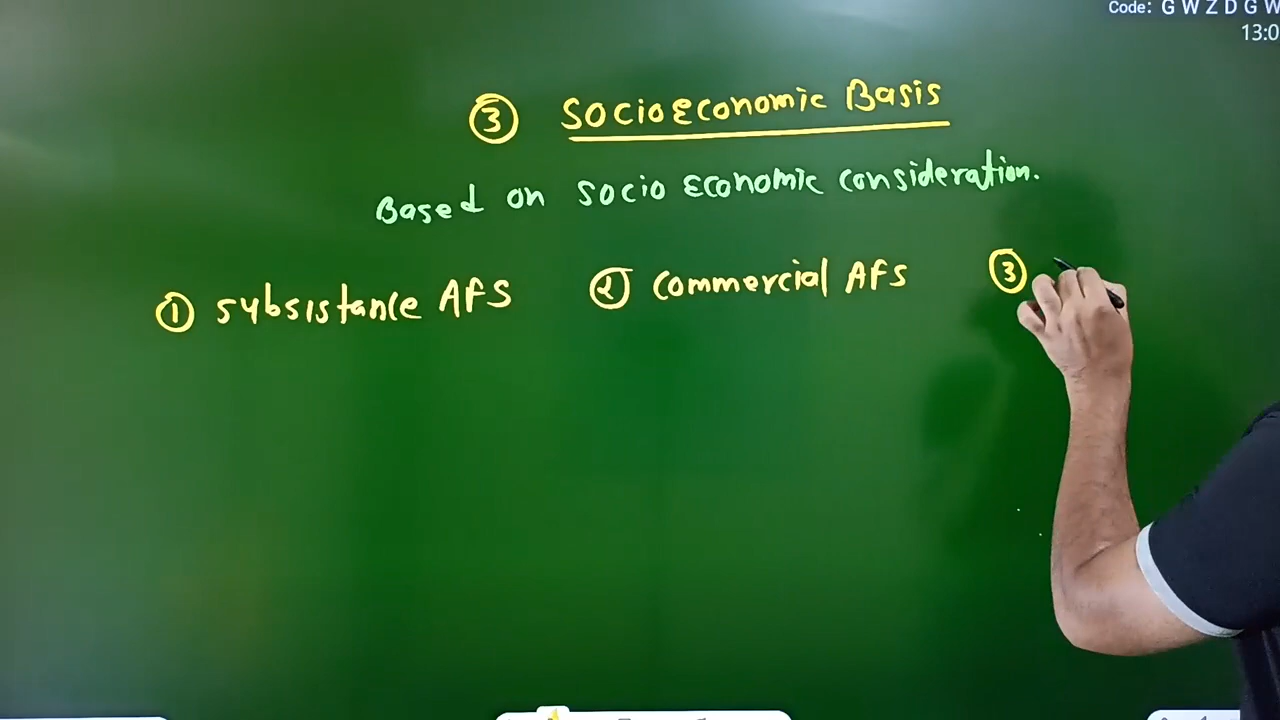 Code: G W Z D G W
13:0
③ Socioeconomic Basis
Based on socio Economic consideration.
① subsistance AFS ② commercial AFS ③